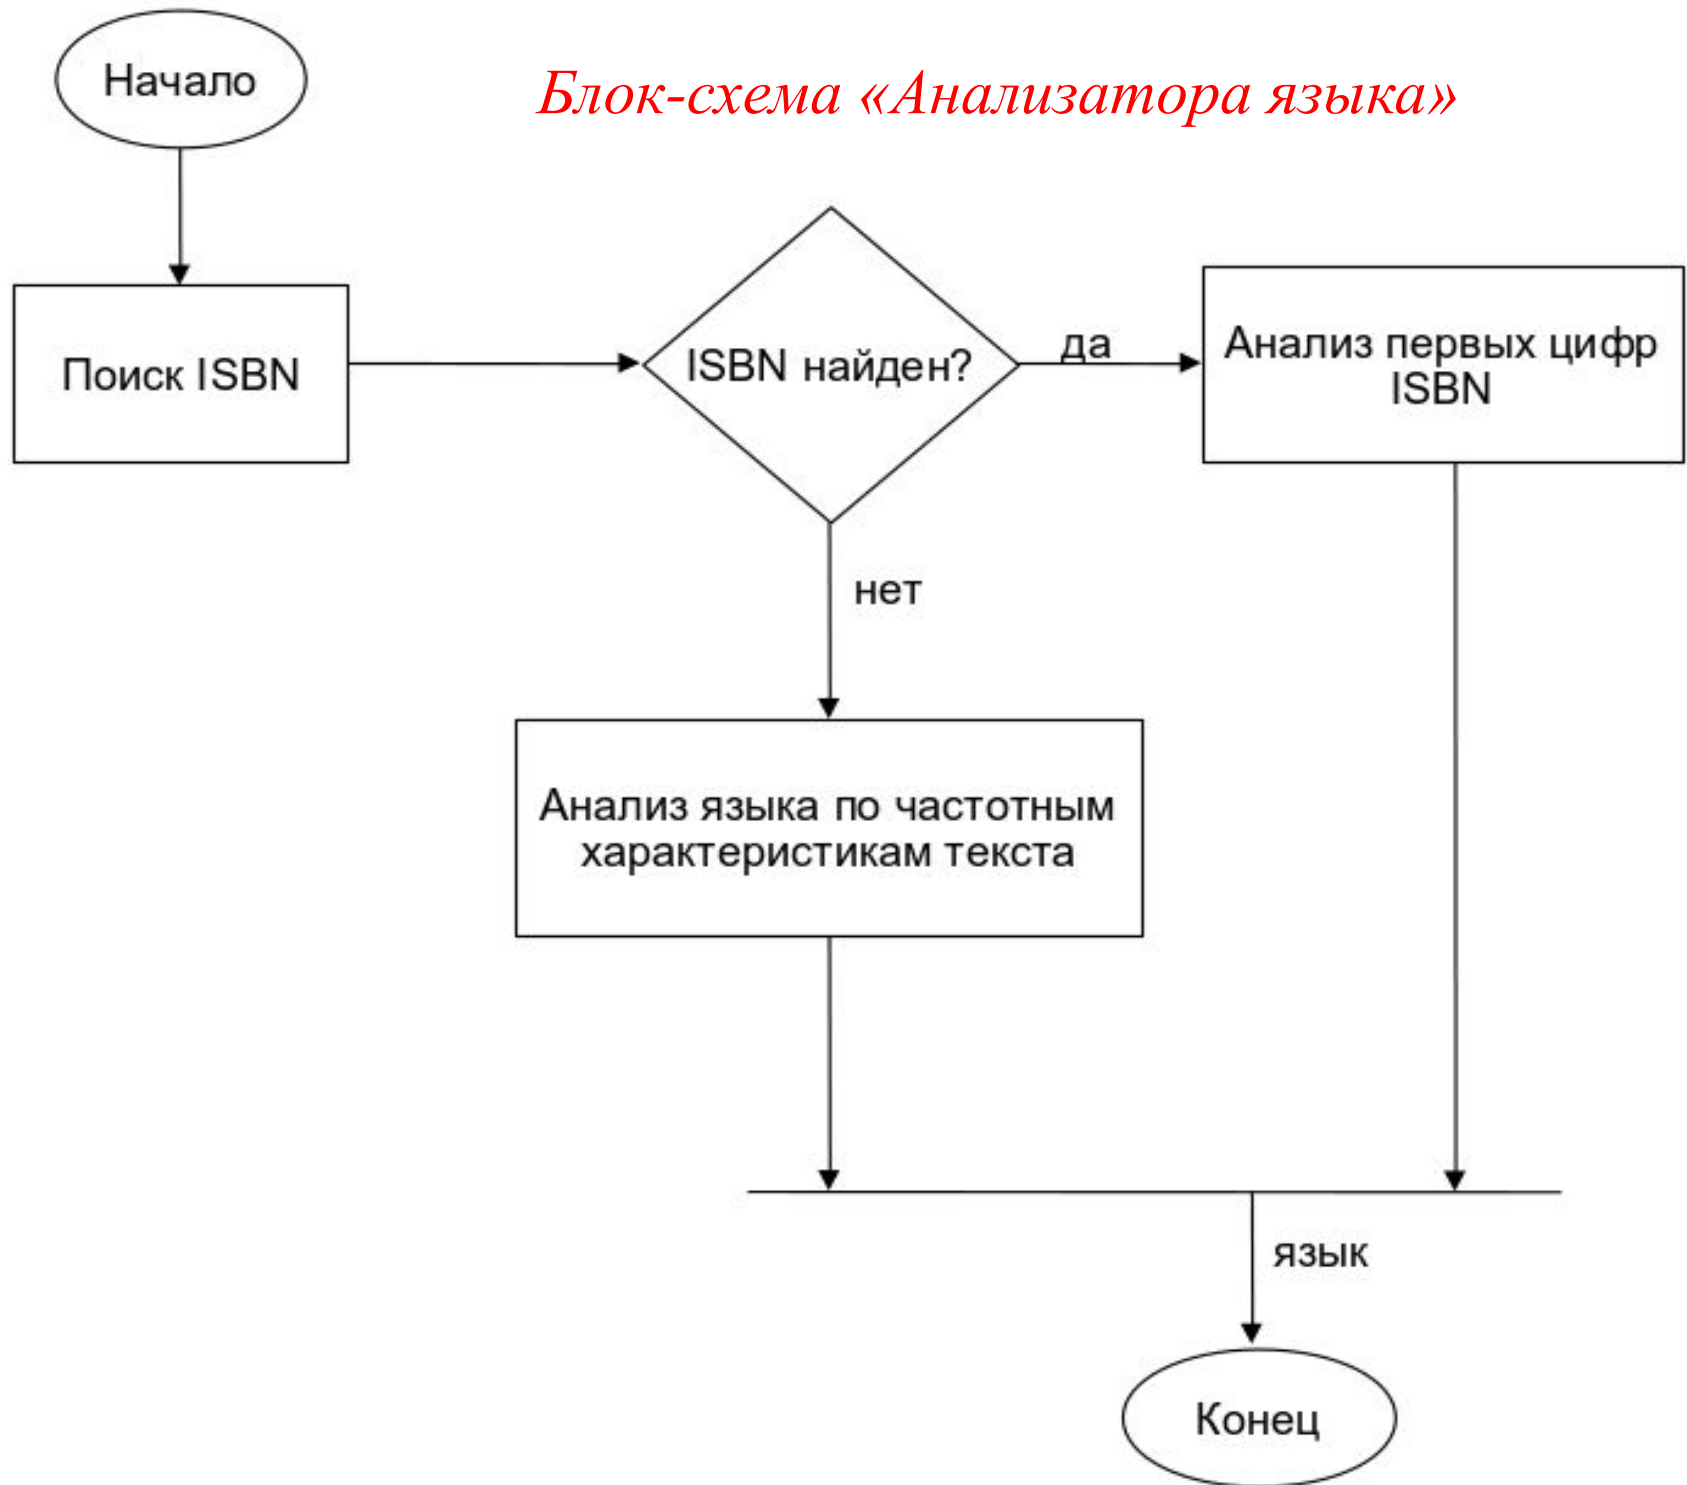 Начало
Блок-схема «Анализатора языка»
Поиск ISBN
ISBN найден?
да
Анализ первых цифр
ISBN
нет
Анализ языка по частотным
характеристикам текста
язык
Конец